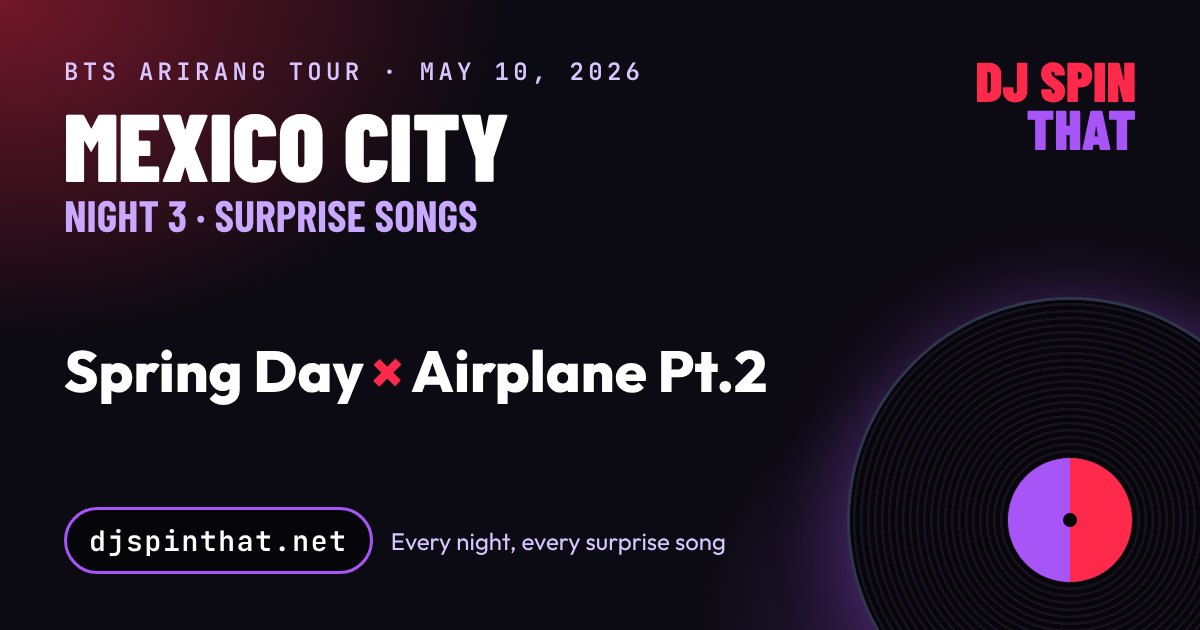 BTS ARIRANG TOUR · MAY 10, 2026
MEXICO CITY
NIGHT 3 · SURPRISE SONGS
DJ SPIN
THAT
Spring Day × Airplane Pt.2
djspinthat.net
Every night, every surprise song